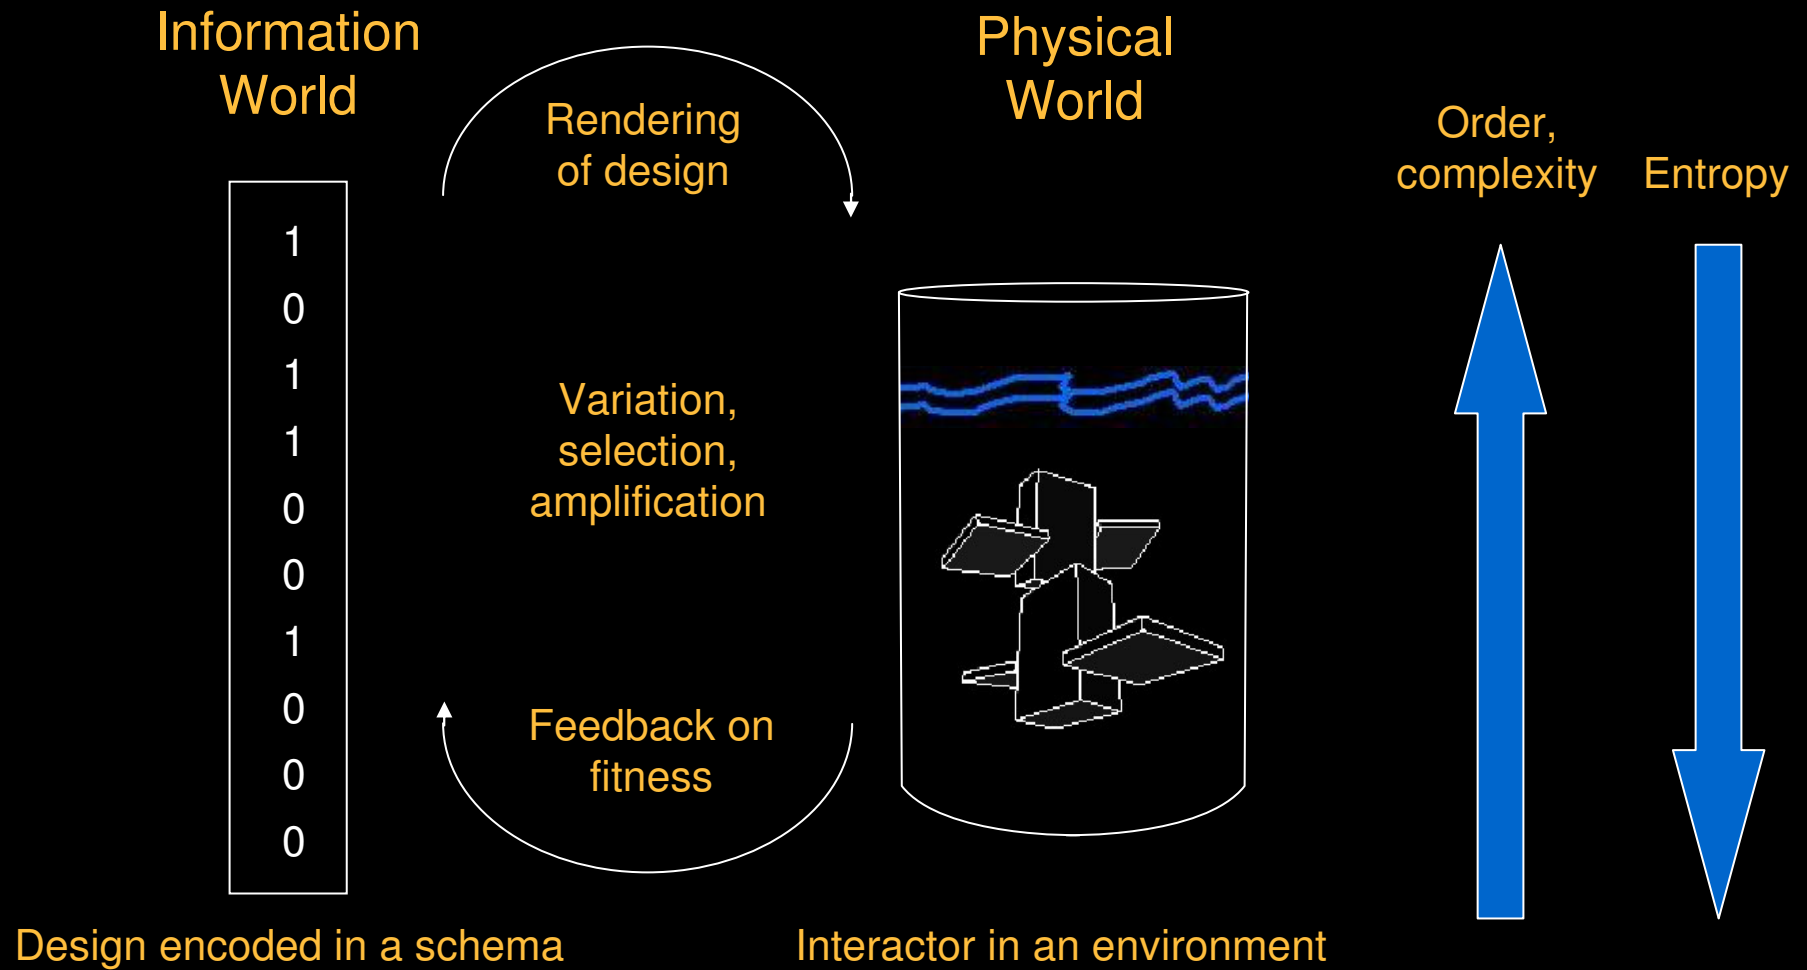 Information
World
Physical
World
Rendering
of design
Order,
complexity
Entropy
1
0
1
1
0
0
1
0
0
0
Variation,
selection,
amplification
Feedback on
fitness
Design encoded in a schema
Interactor in an environment